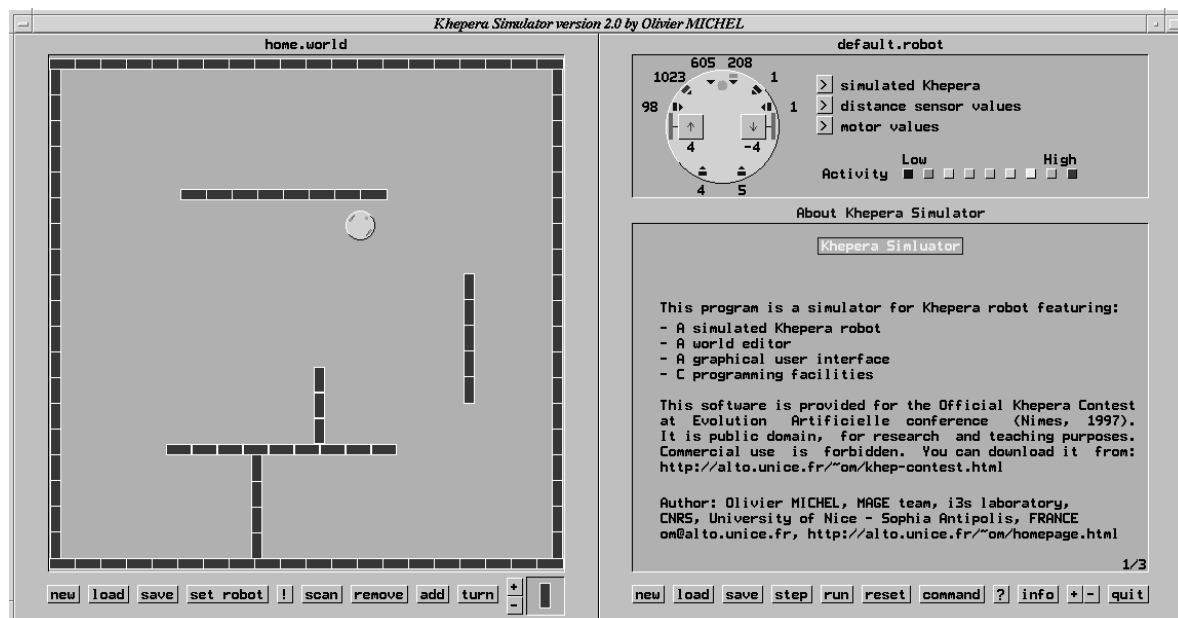 Khepera Simulator version 2.0 by Olivier MICHEL
home.world
new load save set robot ! scan remove add turn + -
default.robot
605 208
1023 1
98 1
4 -4
4 5
> simulated Khepera
> distance sensor values
> motor values
Low High
Activity
About Khepera Simulator
Khepera Simluator
This program is a simulator for Khepera robot featuring:
- A simulated Khepera robot
- A world editor
- A graphical user interface
- C programming facilities
This software is provided for the Official Khepera Contest
at Evolution Artificielle conference (Nimes, 1997).
It is public domain, for research and teaching purposes.
Commercial use is forbidden. You can download it from:
http://alto.unice.fr/~om/khep-contest.html
Author: Olivier MICHEL, MAGE team, i3s laboratory,
CNRS, University of Nice - Sophia Antipolis, FRANCE
om@alto.unice.fr, http://alto.unice.fr/~om/homepage.html
1/3
new load save step run reset command ? info + - quit